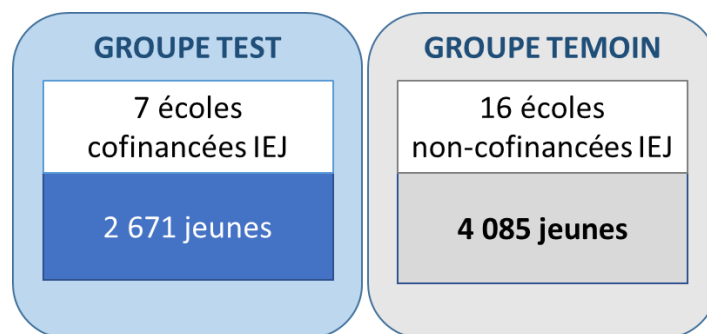 GROUPE TEST
7 écoles
cofinancées IEJ
2 671 jeunes
GROUPE TEMOIN
16 écoles
non-cofinancées IEJ
4 085 jeunes